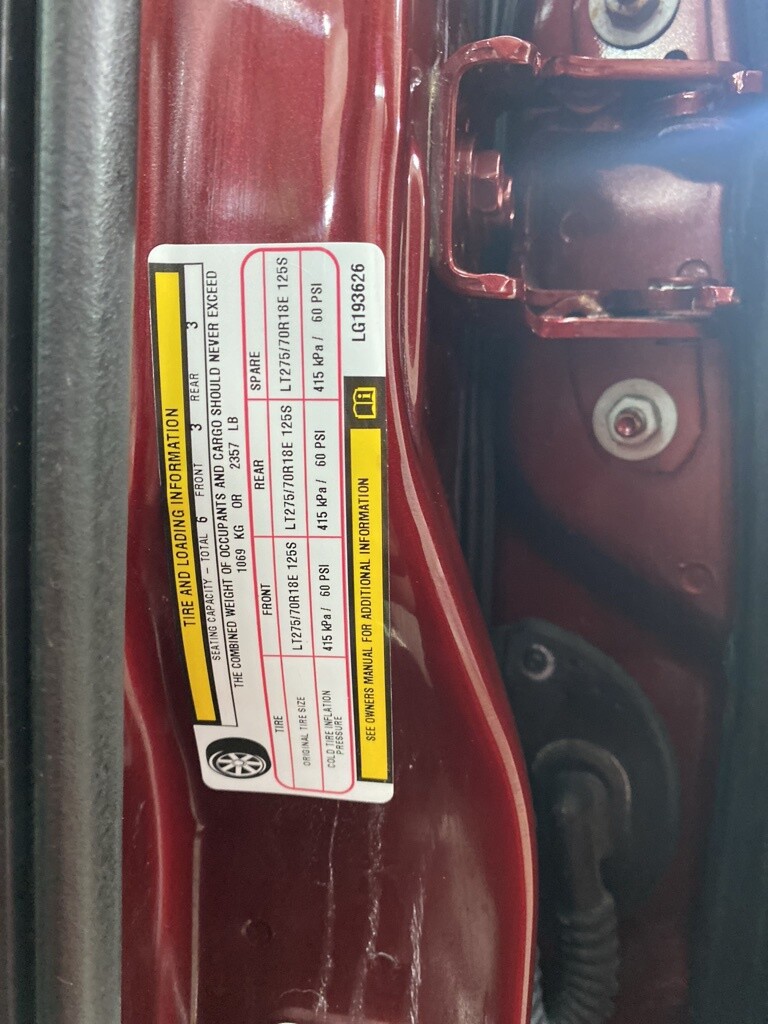 TIRE AND LOADING INFORMATION
SEATING CAPACITY - TOTAL 6 FRONT 3 REAR 3
THE COMBINED WEIGHT OF OCCUPANTS AND CARGO SHOULD NEVER EXCEED
1069 KG OR 2357 LB
TIRE FRONT REAR SPARE
ORIGINAL TIRE SIZE LT275/70R18E 125S LT275/70R18E 125S LT275/70R18E 125S
COLD TIRE INFLATION PRESSURE 415 kPa / 60 PSI 415 kPa / 60 PSI 415 kPa / 60 PSI
SEE OWNERS MANUAL FOR ADDITIONAL INFORMATION
LG193626